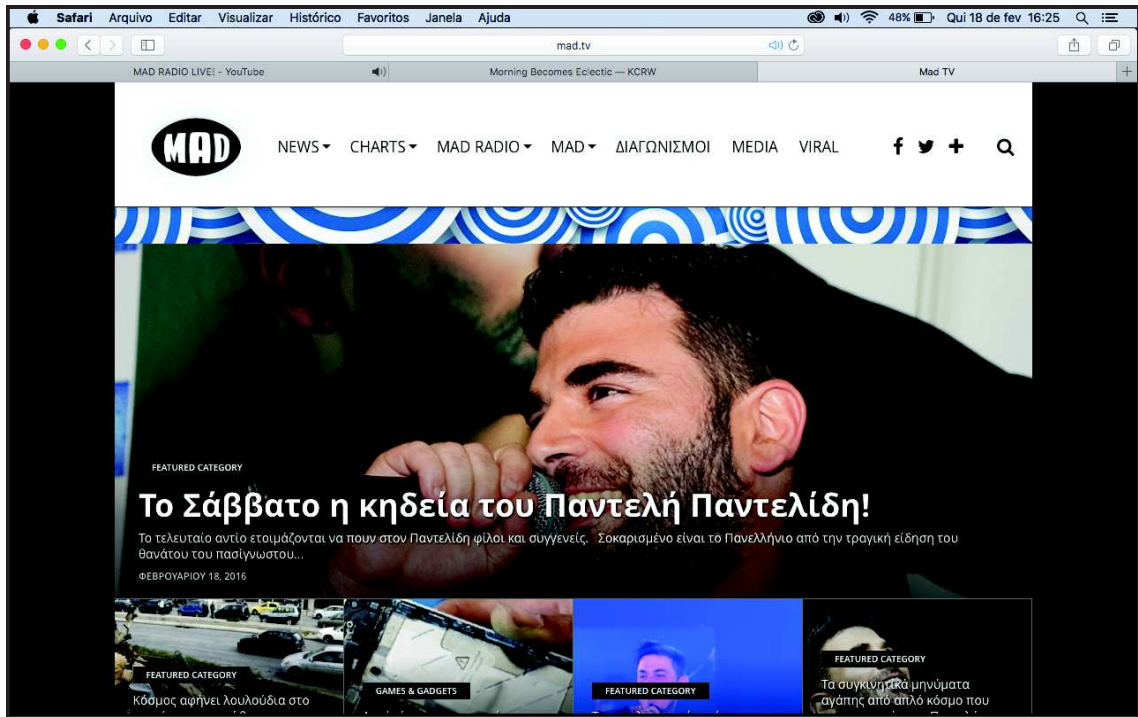 Safari Arquivo Editar Visualizar Histórico Favoritos Janela Ajuda 48% Qui 18 de fev 16:25
mad.tv
MAD RADIO LIVE! - YouTube Morning Becomes Eclectic — KCRW Mad TV
MAD NEWS CHARTS MAD RADIO MAD ΔΙΑΓΩΝΙΣΜΟΙ MEDIA VIRAL
FEATURED CATEGORY
Το Σάββατο η κηδεία του Παντελή Παντελίδη!
Το τελευταίο αντίο ετοιμάζονται να πουν στον Παντελίδη φίλοι και συγγενείς. Σοκαρισμένο είναι το Πανελλήνιο από την τραγική είδηση του
θανάτου του πασίγνωστου...
ΦΕΒΡΟΥΑΡΙΟΥ 18, 2016
FEATURED CATEGORY
Κόσμος αφήνει λουλούδια στο
GAMES & GADGETS
FEATURED CATEGORY
FEATURED CATEGORY
Τα συγκινητικά μηνύματα
αγάπης από απλό κόσμο που